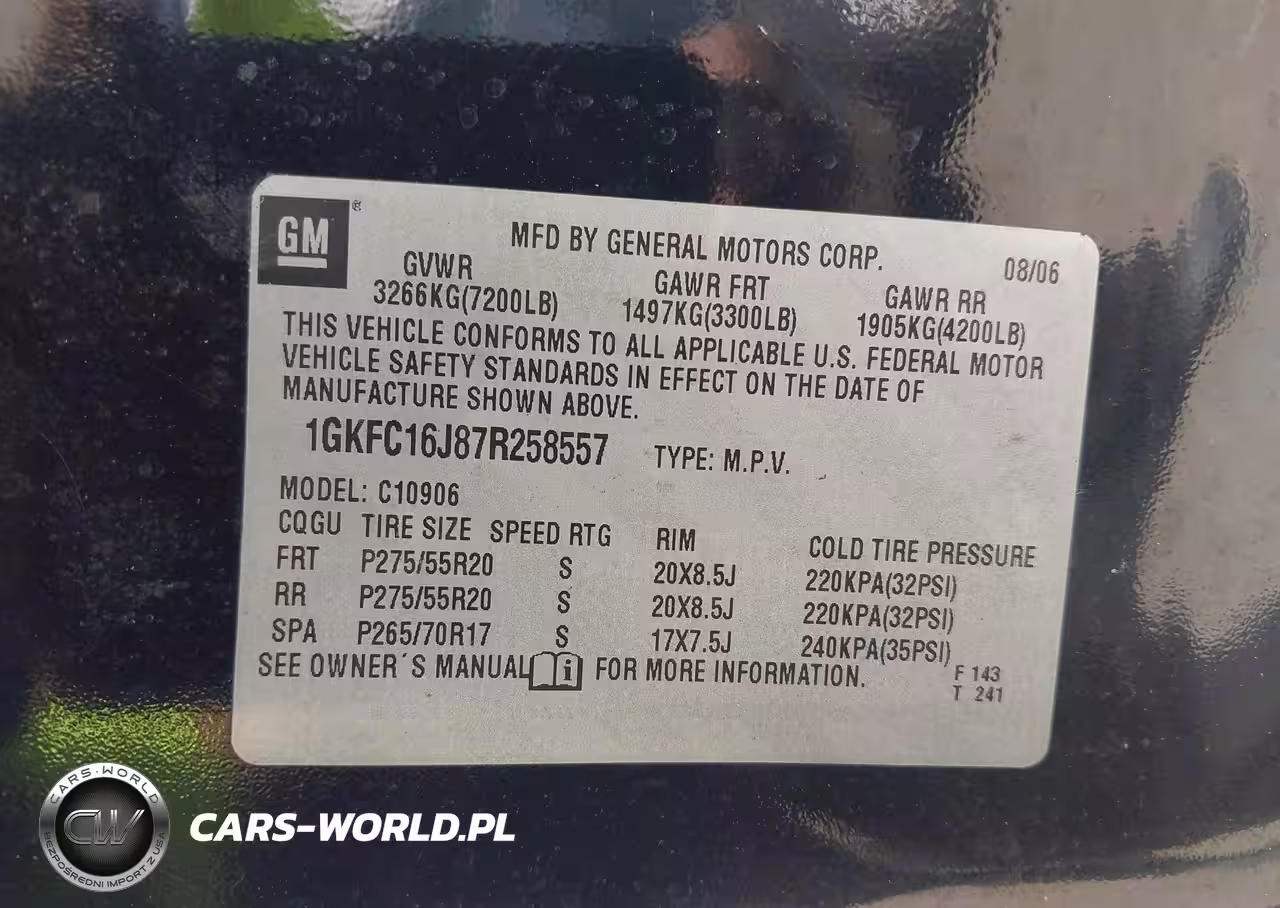 GM®
MFD BY GENERAL MOTORS CORP.
08/06
GVWR GAWR FRT GAWR RR
3266KG(7200LB) 1497KG(3300LB) 1905KG(4200LB)
THIS VEHICLE CONFORMS TO ALL APPLICABLE U.S. FEDERAL MOTOR
VEHICLE SAFETY STANDARDS IN EFFECT ON THE DATE OF
MANUFACTURE SHOWN ABOVE.
1GKFC16J87R258557 TYPE: M.P.V.
MODEL: C10906
CQGU TIRE SIZE SPEED RTG RIM COLD TIRE PRESSURE
FRT P275/55R20 S 20X8.5J 220KPA(32PSI)
RR P275/55R20 S 20X8.5J 220KPA(32PSI)
SPA P265/70R17 S 17X7.5J 240KPA(35PSI)
SEE OWNER´S MANUAL i FOR MORE INFORMATION.
F 143
T 241
CARS-WORLD
CW
BEZPOŚREDNI IMPORT Z USA
CARS-WORLD.PL